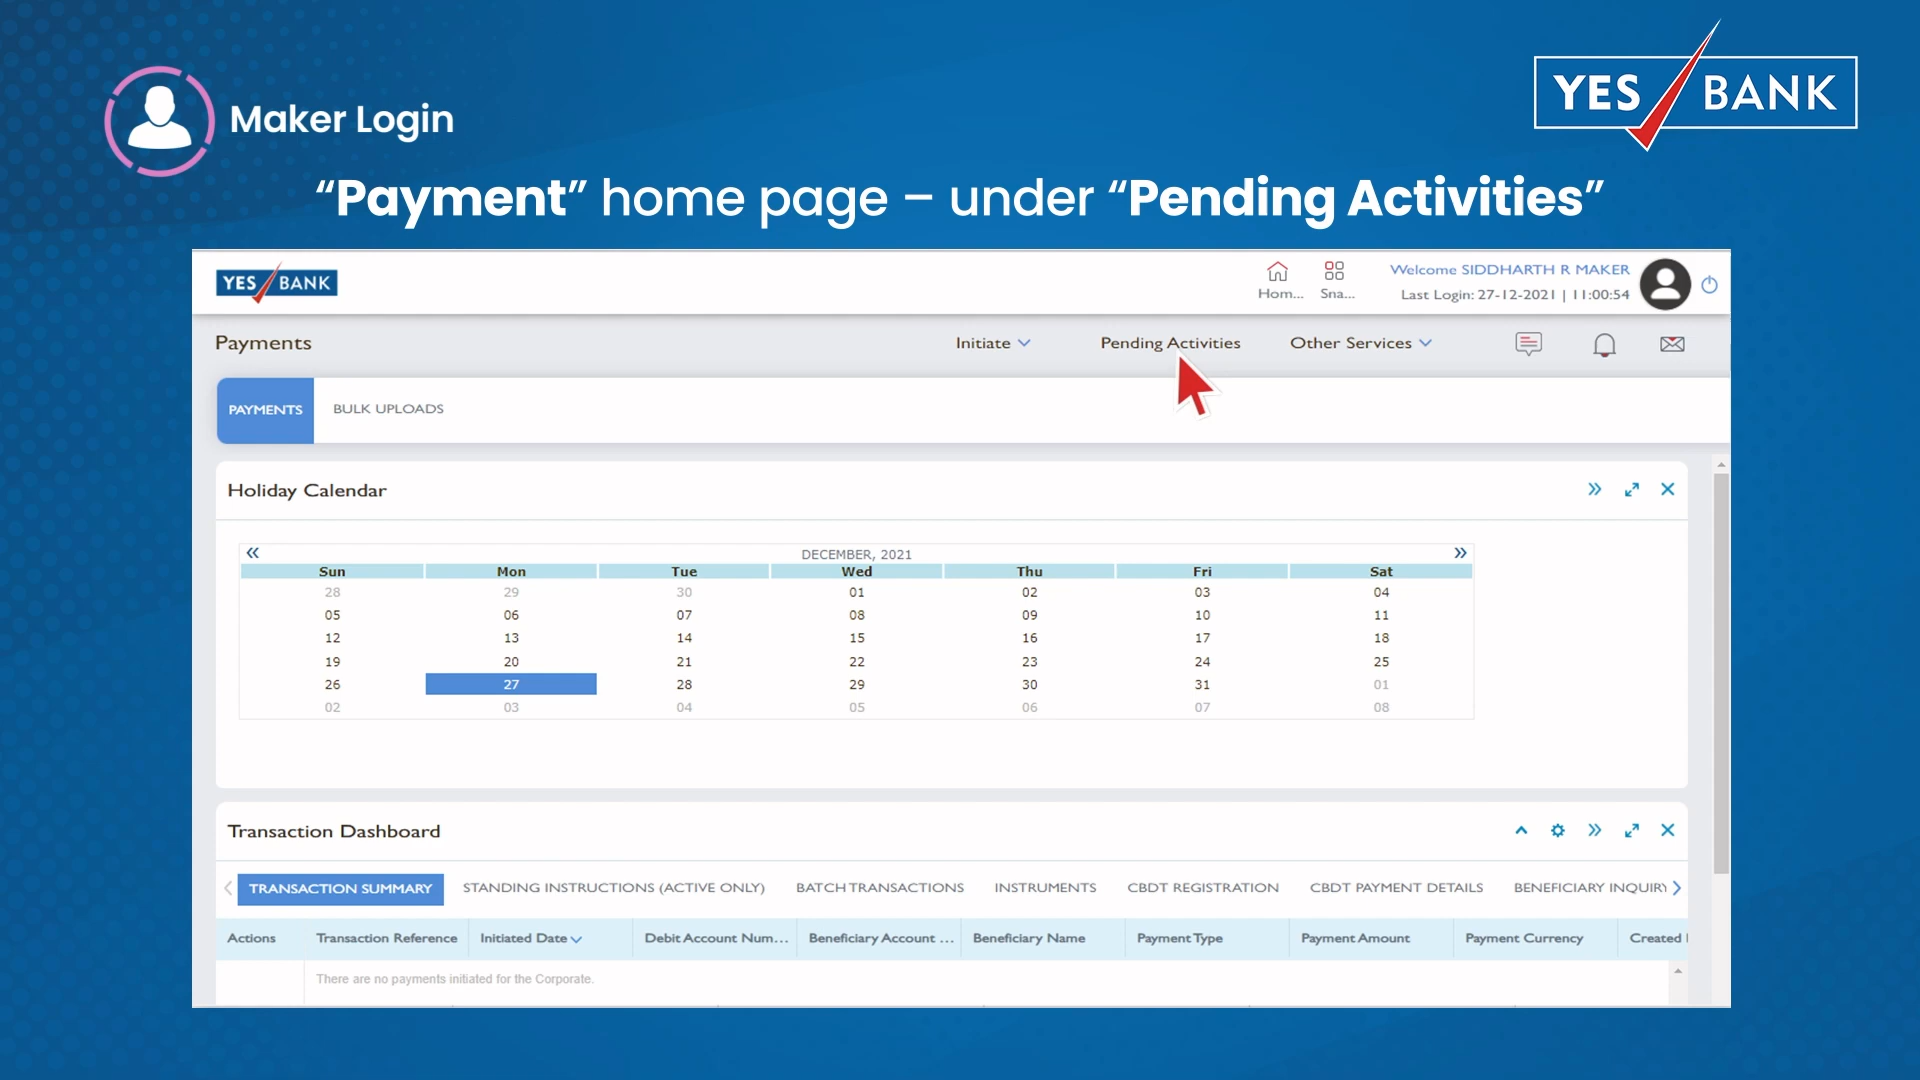 YES BANK
Maker Login
“Payment” home page – under “Pending Activities”
YES BANK
Hom... Sna... Welcome SIDDHARTH R MAKER
Last Login: 27-12-2021 | 11:00:54
Payments Initiate Pending Activities Other Services
PAYMENTS BULK UPLOADS
Holiday Calendar
DECEMBER, 2021
Sun Mon Tue Wed Thu Fri Sat
28 29 30 01 02 03 04
05 06 07 08 09 10 11
12 13 14 15 16 17 18
19 20 21 22 23 24 25
26 27 28 29 30 31 01
02 03 04 05 06 07 08
Transaction Dashboard
TRANSACTION SUMMARY STANDING INSTRUCTIONS (ACTIVE ONLY) BATCH TRANSACTIONS INSTRUMENTS CBDT REGISTRATION CBDT PAYMENT DETAILS BENEFICIARY INQUIRY
Actions Transaction Reference Initiated Date Debit Account Num... Beneficiary Account ... Beneficiary Name Payment Type Payment Amount Payment Currency Created
There are no payments initiated for the Corporate.